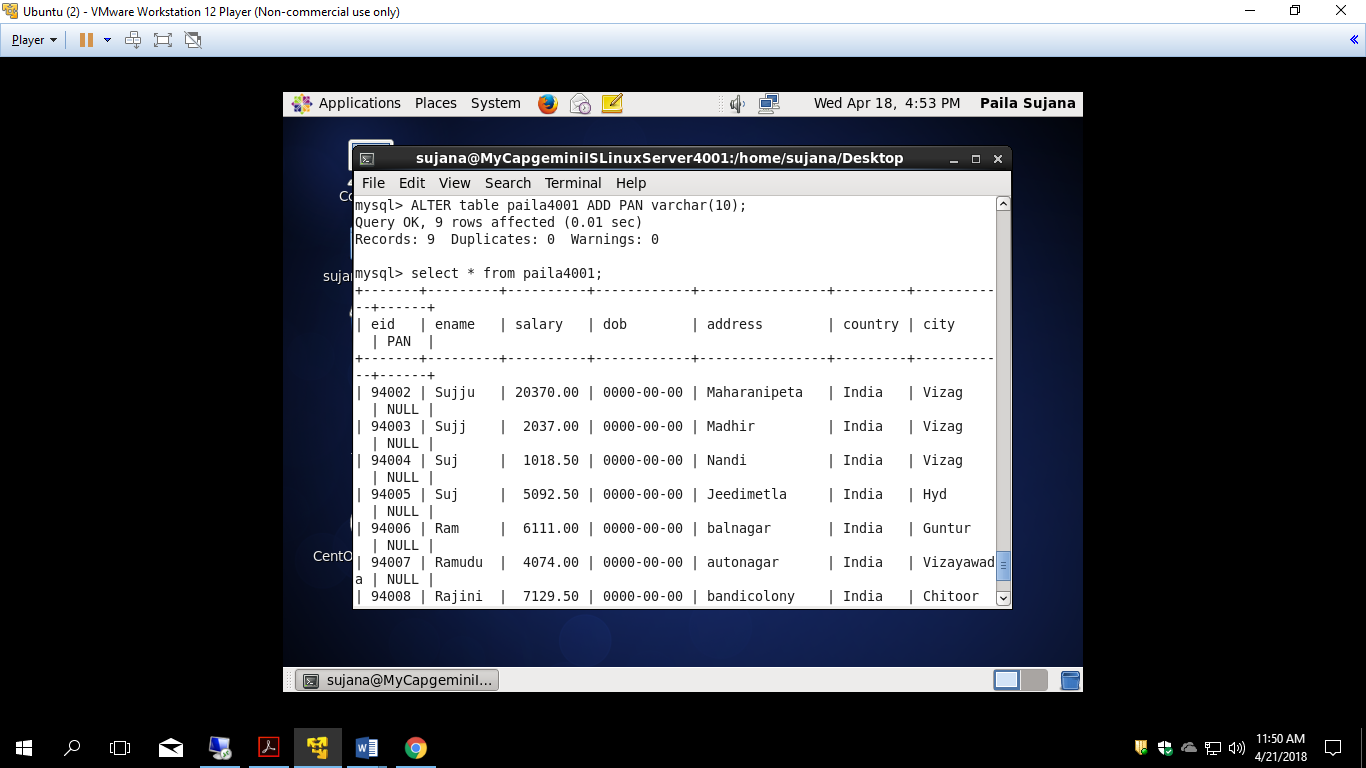 Ubuntu (2) - VMware Workstation 12 Player (Non-commercial use only)
Player
Applications Places System Wed Apr 18, 4:53 PM Paila Sujana
sujana@MyCapgeminiISLinuxServer4001:/home/sujana/Desktop
File Edit View Search Terminal Help
mysql> ALTER table paila4001 ADD PAN varchar(10);
Query OK, 9 rows affected (0.01 sec)
Records: 9  Duplicates: 0  Warnings: 0
mysql> select * from paila4001;
+-------+---------+----------+------------+----------------+---------+----------
--+------+
| eid   | ename   | salary   | dob        | address        | country | city
  | PAN  |
+-------+---------+----------+------------+----------------+---------+----------
--+------+
| 94002 | Sujju   | 20370.00 | 0000-00-00 | Maharanipeta   | India   | Vizag
  | NULL |
| 94003 | Sujj    |  2037.00 | 0000-00-00 | Madhir         | India   | Vizag
  | NULL |
| 94004 | Suj     |  1018.50 | 0000-00-00 | Nandi          | India   | Vizag
  | NULL |
| 94005 | Suj     |  5092.50 | 0000-00-00 | Jeedimetla     | India   | Hyd
  | NULL |
| 94006 | Ram     |  6111.00 | 0000-00-00 | balnagar       | India   | Guntur
  | NULL |
| 94007 | Ramudu  |  4074.00 | 0000-00-00 | autonagar      | India   | Vizayawad
a | NULL |
| 94008 | Rajini  |  7129.50 | 0000-00-00 | bandicolony    | India   | Chitoor
Co
suja
CentO
sujana@MyCapgeminiI...
11:50 AM
4/21/2018